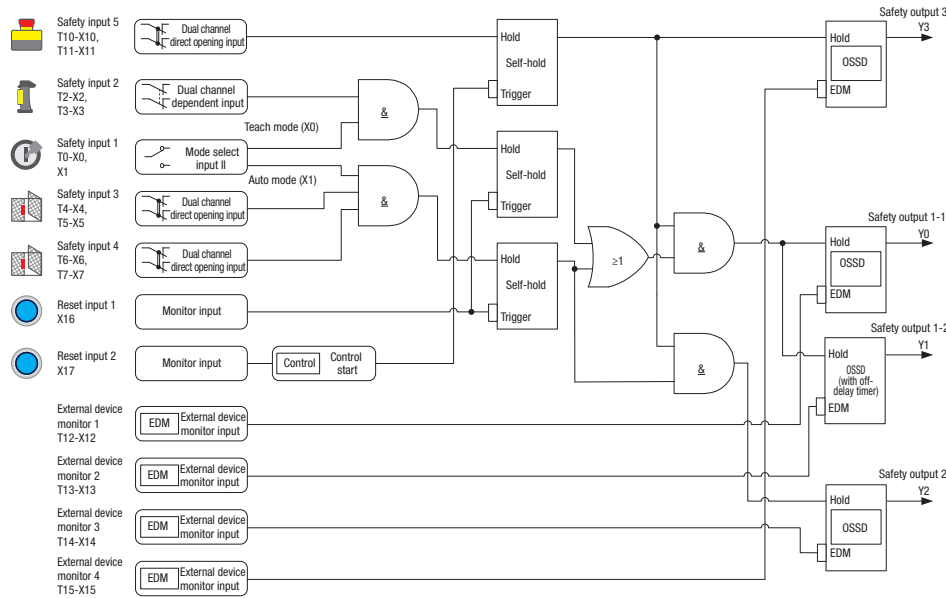 Safety input 5
T10-X10,
T11-X11
Dual channel
direct opening input
Safety input 2
T2-X2,
T3-X3
Dual channel
dependent input
Teach mode (X0)
Safety input 1
T0-X0,
X1
Mode select
input II
Auto mode (X1)
Safety input 3
T4-X4,
T5-X5
Dual channel
direct opening input
Safety input 4
T6-X6,
T7-X7
Dual channel
direct opening input
Reset input 1
X16
Monitor input
Reset input 2
X17
Monitor input
Control
Control
start
External device
monitor 1
T12-X12
EDM
External device
monitor input
External device
monitor 2
T13-X13
EDM
External device
monitor input
External device
monitor 3
T14-X14
EDM
External device
monitor input
External device
monitor 4
T15-X15
EDM
External device
monitor input
&
&
Hold
Self-hold
Trigger
Hold
Self-hold
Trigger
Hold
Self-hold
Trigger
≥1
&
&
Safety output 3
Y3
Hold
OSSD
EDM
Safety output 1-1
Y0
Hold
OSSD
EDM
Safety output 1-2
Y1
Hold
OSSD
(with off-
delay timer)
EDM
Safety output 2
Y2
Hold
OSSD
EDM